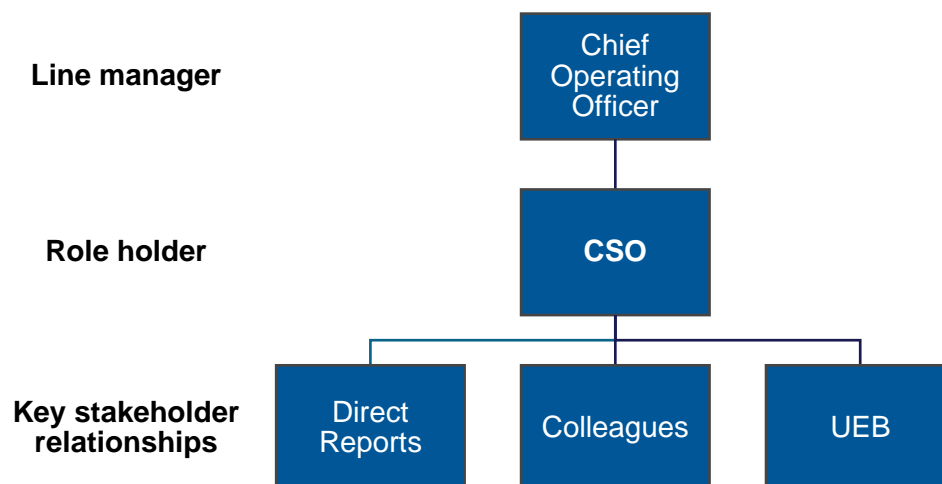 Line manager
Chief
Operating
Officer
Role holder
CSO
Key stakeholder
relationships
Direct
Reports
Colleagues
UEB